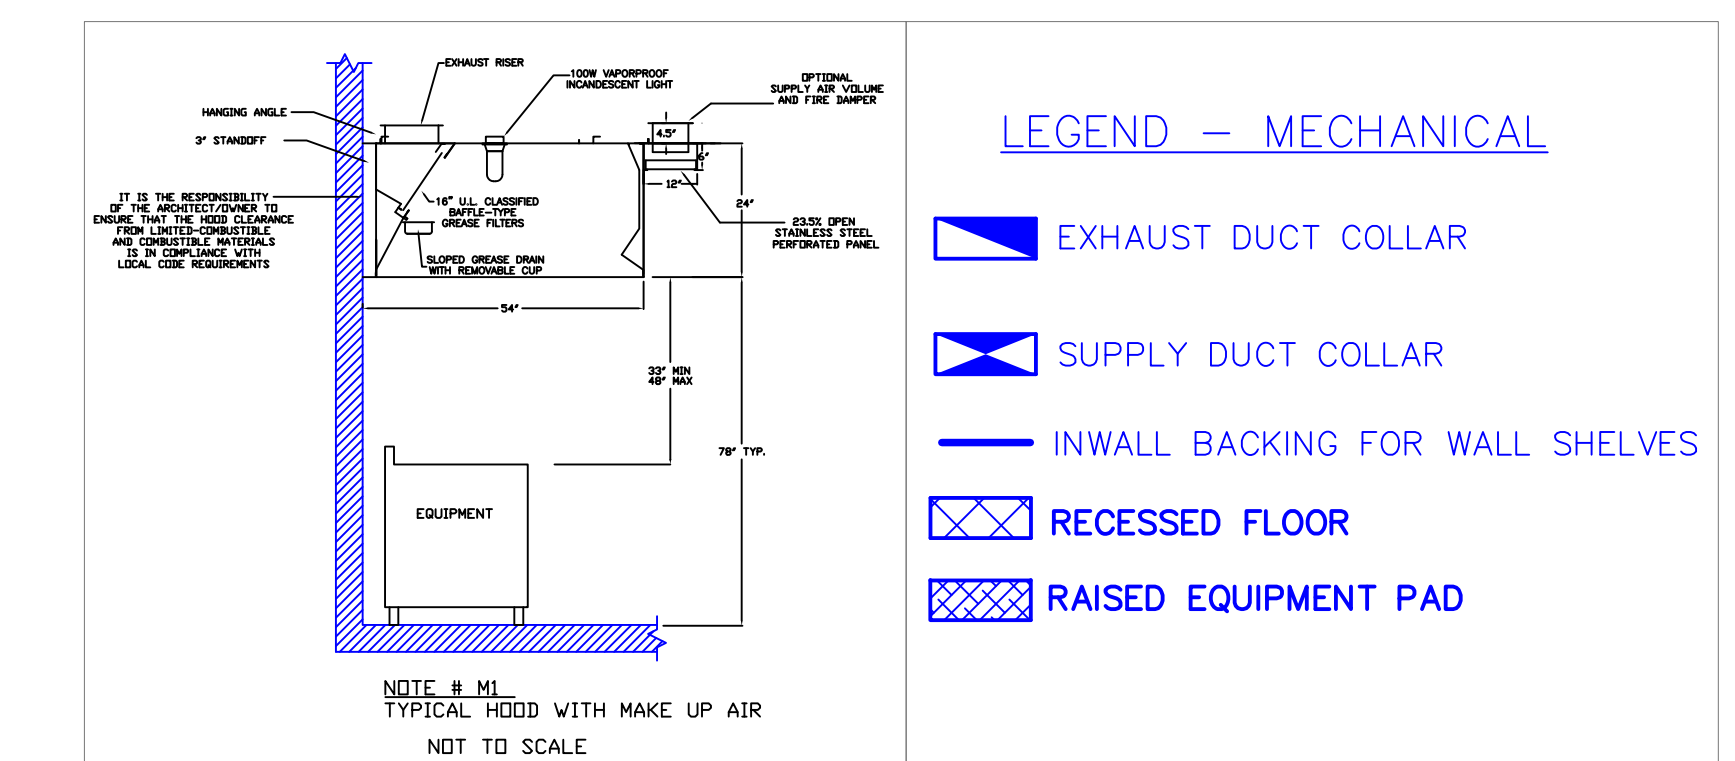 EXHAUST RISER
100W VAPORPROOF
INCANDESCENT LIGHT
OPTIONAL
SUPPLY AIR VOLUME
AND FIRE DAMPER
HANGING ANGLE
3" STANDOFF
4.5"
6"
12"
24"
IT IS THE RESPONSIBILITY
OF THE ARCHITECT/OWNER TO
ENSURE THAT THE HOOD CLEARANCE
FROM LIMITED-COMBUSTIBLE
AND COMBUSTIBLE MATERIALS
IS IN COMPLIANCE WITH
LOCAL CODE REQUIREMENTS
16" U.L. CLASSIFIED
BAFFLE-TYPE
GREASE FILTERS
23.5% OPEN
STAINLESS STEEL
PERFORATED PANEL
SLOPED GREASE DRAIN
WITH REMOVABLE CUP
54"
33" MIN
48" MAX
78" TYP.
EQUIPMENT
NOTE # M1
TYPICAL HOOD WITH MAKE UP AIR
NOT TO SCALE
LEGEND - MECHANICAL
EXHAUST DUCT COLLAR
SUPPLY DUCT COLLAR
INWALL BACKING FOR WALL SHELVES
RECESSED FLOOR
RAISED EQUIPMENT PAD